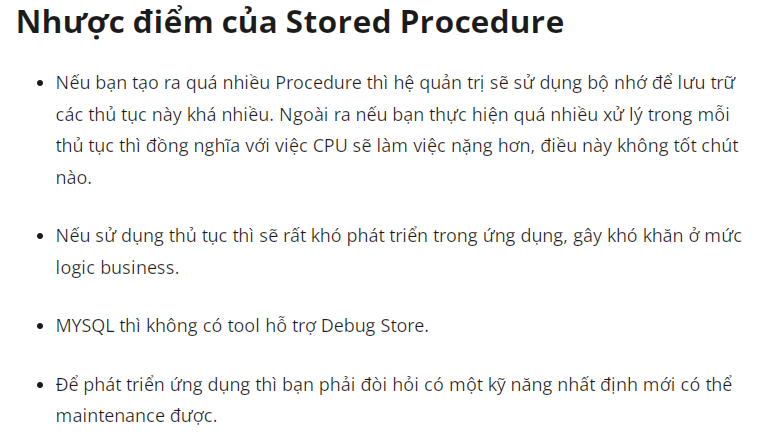 Nhược điểm của Stored Procedure
• Nếu bạn tạo ra quá nhiều Procedure thì hệ quản trị sẽ sử dụng bộ nhớ để lưu trữ
các thủ tục này khá nhiều. Ngoài ra nếu bạn thực hiện quá nhiều xử lý trong mỗi
thủ tục thì đồng nghĩa với việc CPU sẽ làm việc nặng hơn, điều này không tốt chút
nào.
• Nếu sử dụng thủ tục thì sẽ rất khó phát triển trong ứng dụng, gây khó khăn ở mức
logic business.
• MYSQL thì không có tool hỗ trợ Debug Store.
• Để phát triển ứng dụng thì bạn phải đòi hỏi có một kỹ năng nhất định mới có thể
maintenance được.